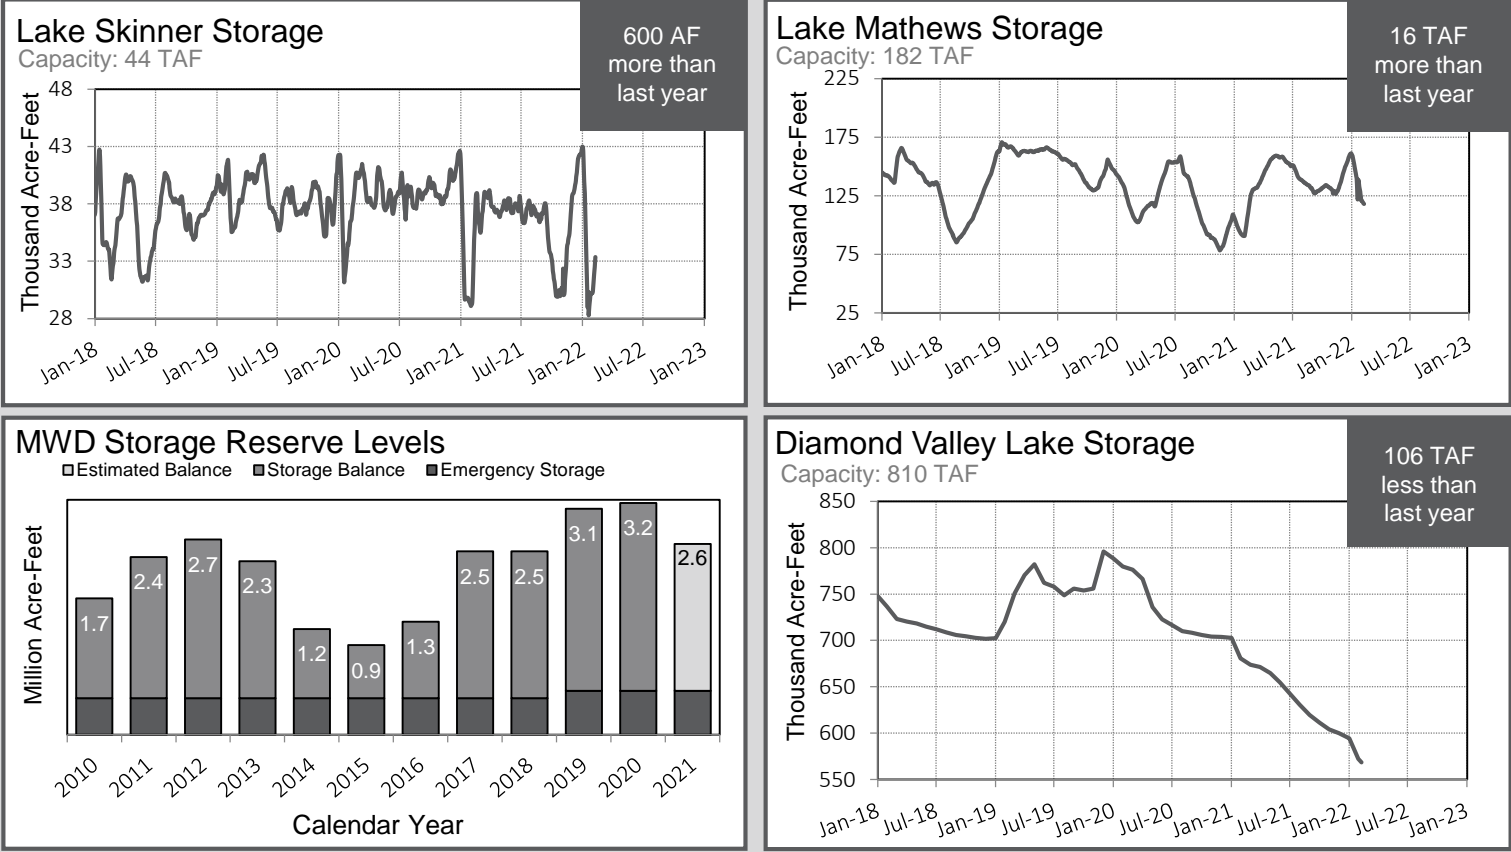 Lake Skinner Storage
Capacity: 44 TAF
600 AF
more than
last year
Thousand Acre-Feet
48
43
38
33
28
Jan-18
Jul-18
Jan-19
Jul-19
Jan-20
Jul-20
Jan-21
Jul-21
Jan-22
Jul-22
Jan-23
Lake Mathews Storage
Capacity: 182 TAF
16 TAF
more than
last year
Thousand Acre-Feet
225
175
125
75
25
Jan-18
Jul-18
Jan-19
Jul-19
Jan-20
Jul-20
Jan-21
Jul-21
Jan-22
Jul-22
Jan-23
MWD Storage Reserve Levels
Estimated Balance Storage Balance Emergency Storage
Million Acre-Feet
1.7
2.4
2.7
2.3
1.2
0.9
1.3
2.5
2.5
3.1
3.2
2.6
2010
2011
2012
2013
2014
2015
2016
2017
2018
2019
2020
2021
Calendar Year
Diamond Valley Lake Storage
Capacity: 810 TAF
106 TAF
less than
last year
Thousand Acre-Feet
850
800
750
700
650
600
550
Jan-18
Jul-18
Jan-19
Jul-19
Jan-20
Jul-20
Jan-21
Jul-21
Jan-22
Jul-22
Jan-23